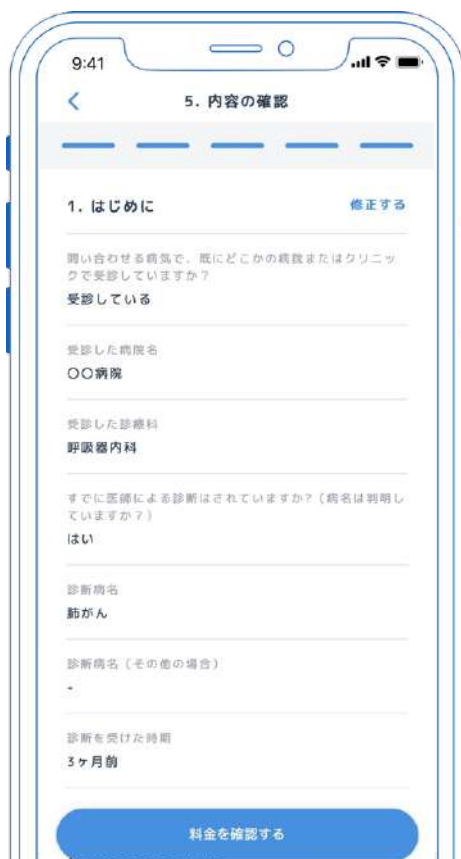 9:41
5. 内容の確認
1. はじめに
修正する
問い合わせる病気で、既にどこかの病院またはクリニッ
クで受診していますか？
受診している
受診した病院名
〇〇病院
受診した診療科
呼吸器内科
すでに医師による診断はされていますか？（病名は判明し
ていますか？）
はい
診断病名
肺がん
診断病名（その他の場合）
-
診断を受けた時期
3ヶ月前
料金を確認する